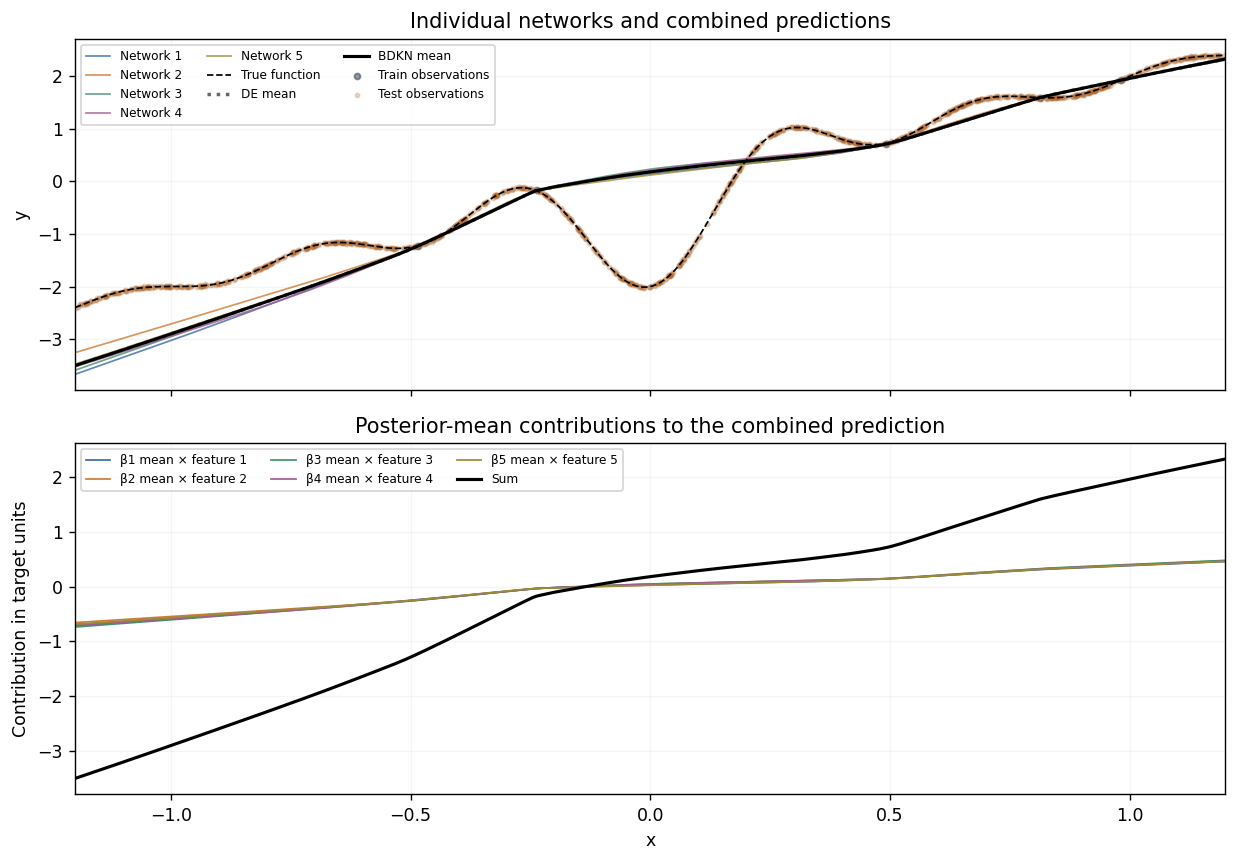 Individual networks and combined predictions
Network 1
Network 2
Network 3
Network 4
Network 5
True function
DE mean
BDKN mean
Train observations
Test observations
2
1
0
−1
−2
−3
y
Posterior-mean contributions to the combined prediction
β1 mean × feature 1
β2 mean × feature 2
β3 mean × feature 3
β4 mean × feature 4
β5 mean × feature 5
Sum
2
1
0
−1
−2
−3
Contribution in target units
−1.0
−0.5
0.0
0.5
1.0
x